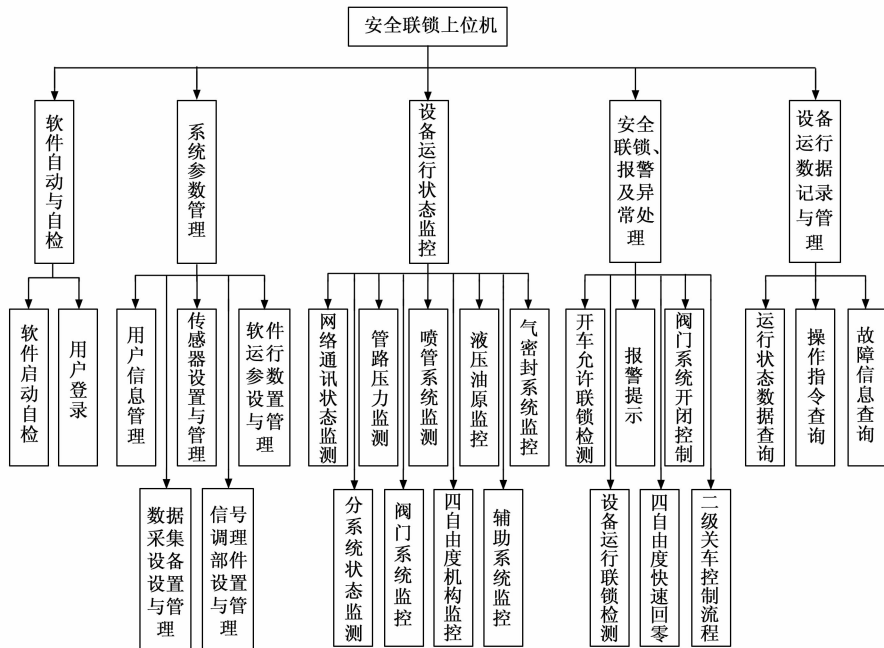 安全联锁上位机
软件自动与自检
系统参数管理
设备运行状态监控
安全联锁、报警及异常处理
设备运行数据记录与管理
软件启动自检
用户登录
用户信息管理
传感器设置与管理
软件运行参数设置与管理
网络通讯状态监测
管路压力监测
喷管系统监测
液压油原监控
气密封系统监控
开车允许联锁检测
报警提示
阀门系统开闭控制
运行状态数据查询
操作指令查询
故障信息查询
数据采集设备设置与管理
信号调理部件设置与管理
分系统状态监测
阀门系统监控
四自由度机构监控
辅助系统监控
设备运行联锁检测
四自由度快速回零
二级关车控制流程